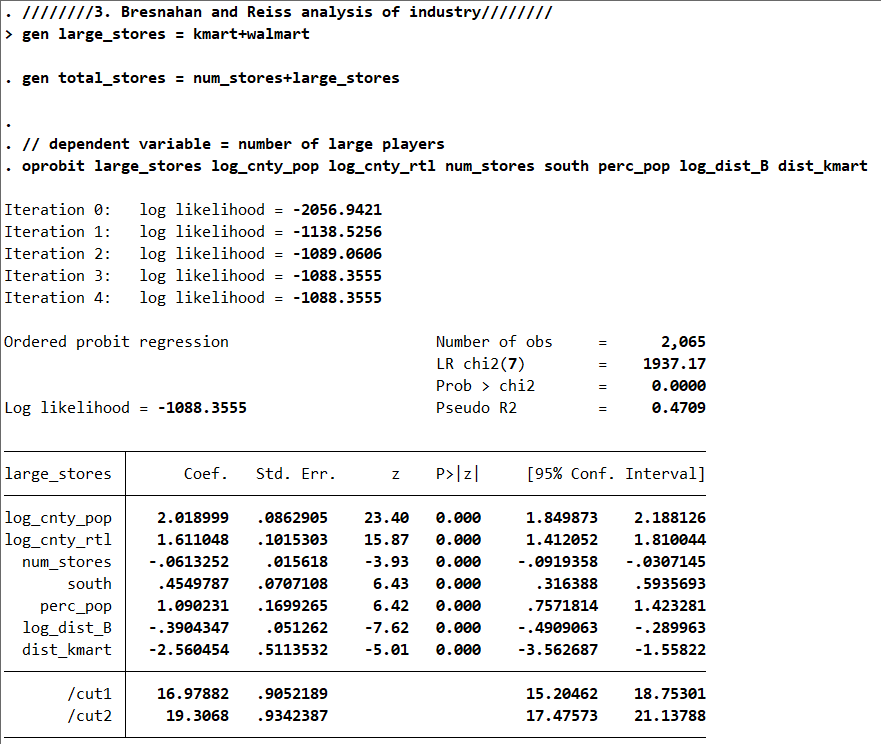 . ////////3. Bresnahan and Reiss analysis of industry////////
> gen large_stores = kmart+walmart
. gen total_stores = num_stores+large_stores
.
. // dependent variable = number of large players
. oprobit large_stores log_cnty_pop log_cnty_rtl num_stores south perc_pop log_dist_B dist_kmart
Iteration 0:   log likelihood = -2056.9421
Iteration 1:   log likelihood = -1138.5256
Iteration 2:   log likelihood = -1089.0606
Iteration 3:   log likelihood = -1088.3555
Iteration 4:   log likelihood = -1088.3555
Ordered probit regression                         Number of obs     =      2,065
LR chi2(7)        =    1937.17
Prob > chi2       =     0.0000
Log likelihood = -1088.3555                       Pseudo R2         =     0.4709
large_stores | Coef. Std. Err. z P>|z| [95% Conf. Interval]
log_cnty_pop | 2.018999 .0862905 23.40 0.000 1.849873 2.188126
log_cnty_rtl | 1.611048 .1015303 15.87 0.000 1.412052 1.810044
num_stores | -.0613252 .015618 -3.93 0.000 -.0919358 -.0307145
south | .4549787 .0707108 6.43 0.000 .316388 .5935693
perc_pop | 1.090231 .1699265 6.42 0.000 .7571814 1.423281
log_dist_B | -.3904347 .051262 -7.62 0.000 -.4909063 -.289963
dist_kmart | -2.560454 .5113532 -5.01 0.000 -3.562687 -1.55822
/cut1 | 16.97882 .9052189 15.20462 18.75301
/cut2 | 19.3068 .9342387 17.47573 21.13788